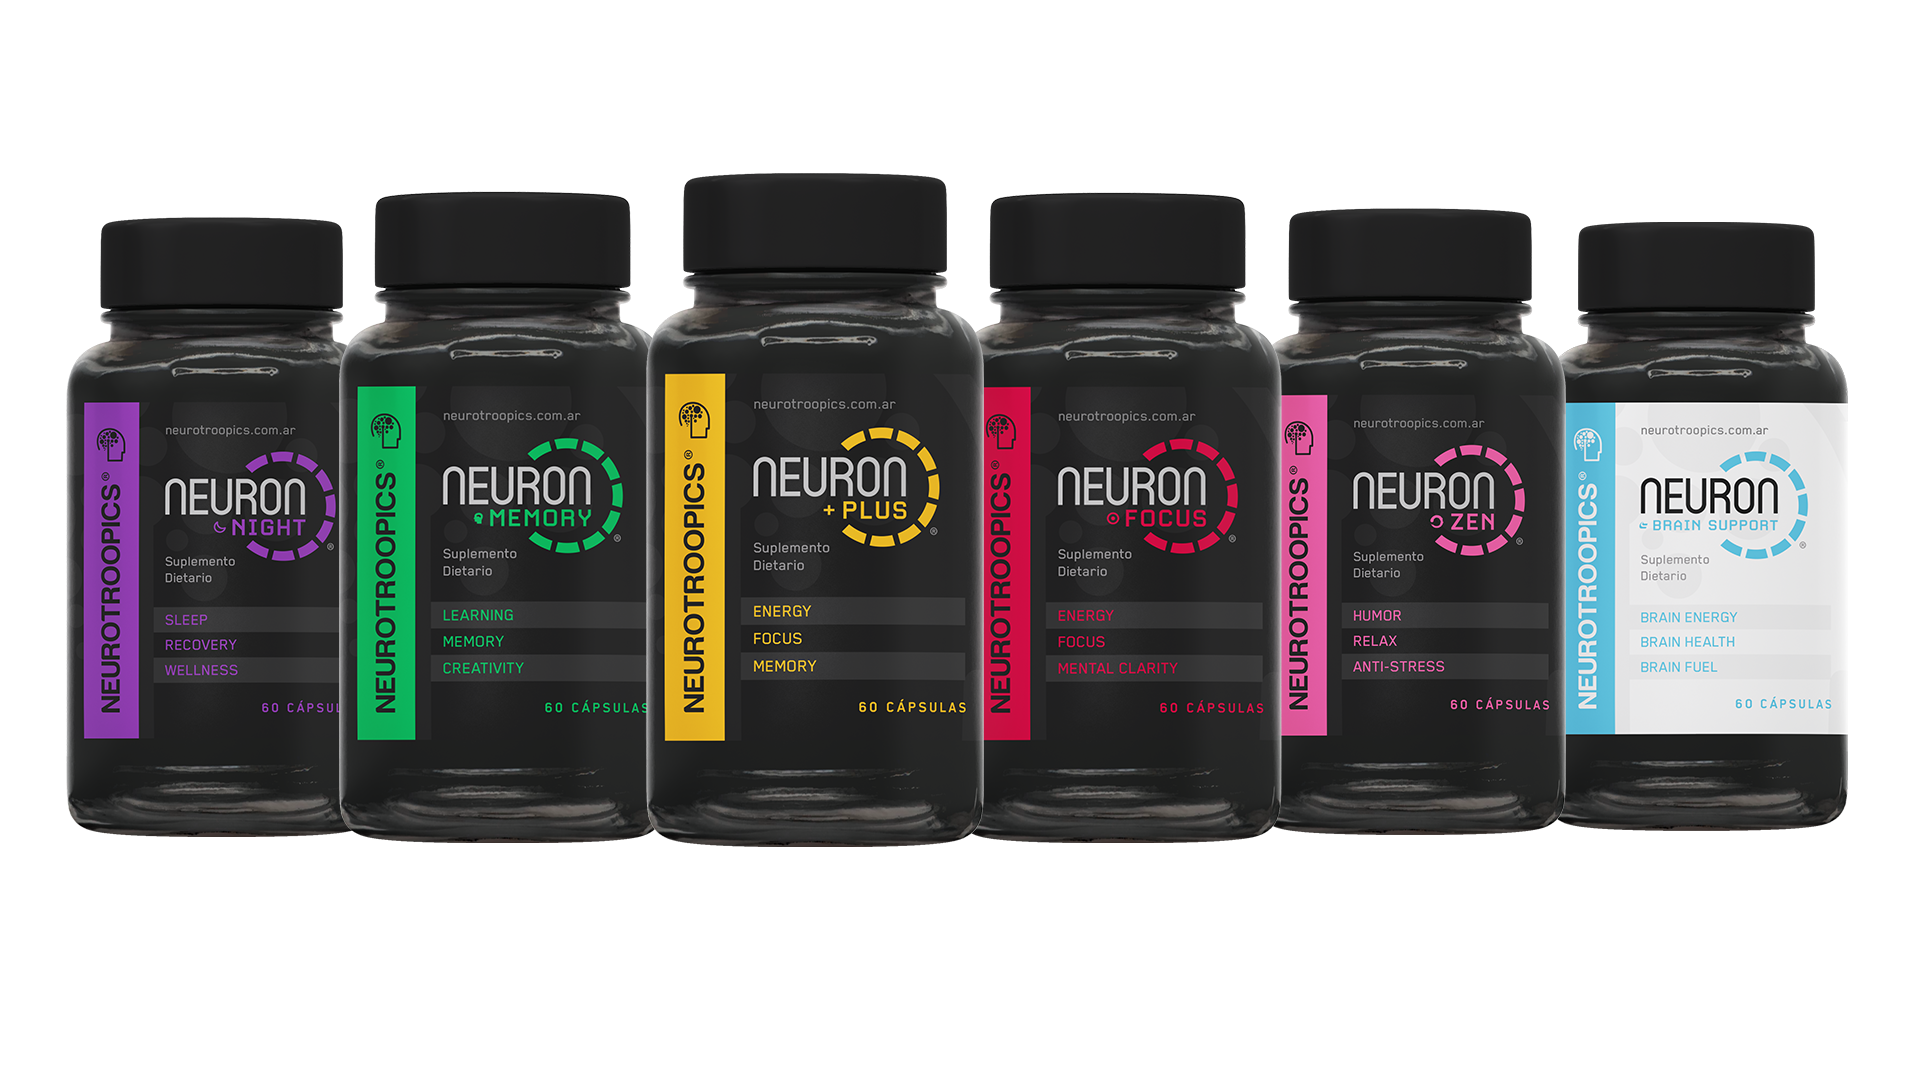 NEUROTROOPICS®
neurotroopics.com.ar
NEURON
NIGHT
®
Suplemento
Dietario
SLEEP
RECOVERY
WELLNESS
60 CÁPSUL
NEUROTROOPICS®
neurotroopics.com.ar
NEURON
MEMORY
®
Suplemento
Dietario
LEARNING
MEMORY
CREATIVITY
60 CÁPSULAS
NEUROTROOPICS®
neurotroopics.com.ar
NEURON
+ PLUS
®
Suplemento
Dietario
ENERGY
FOCUS
MEMORY
60 CÁPSULAS
NEUROTROOPICS®
neurotroopics.com.ar
NEURON
FOCUS
®
Suplemento
Dietario
ENERGY
FOCUS
MENTAL CLARITY
60 CÁPSULAS
NEUROTROOPICS®
neurotroopics.com.ar
NEURON
ZEN
®
Suplemento
Dietario
HUMOR
RELAX
ANTI-STRESS
60 CÁPSULAS
NEUROTROOPICS®
neurotroopics.com.ar
NEURON
BRAIN SUPPORT
®
Suplemento
Dietario
BRAIN ENERGY
BRAIN HEALTH
BRAIN FUEL
60 CÁPSULAS